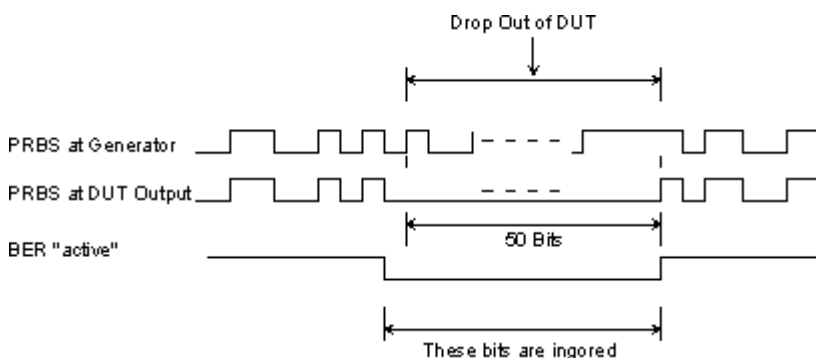 Drop Out of DUT
PRBS at Generator
PRBS at DUT Output
50 Bits
BER "active"
These bits are ingored